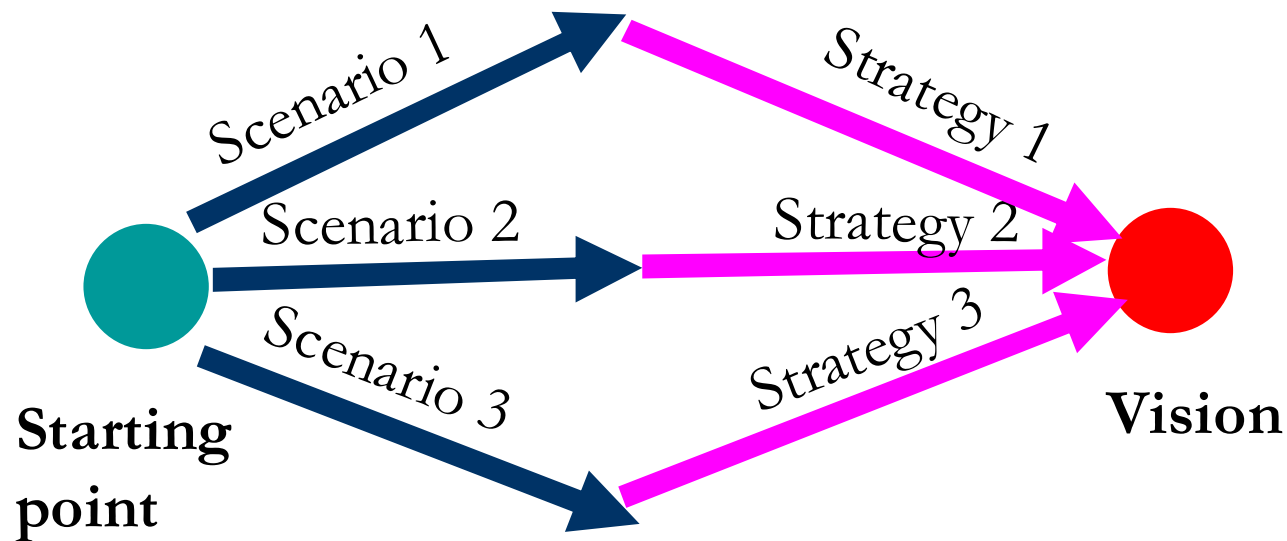 Scenario 1
Strategy 1
Scenario 2
Strategy 2
Scenario 3
Strategy 3
Starting
point
Vision